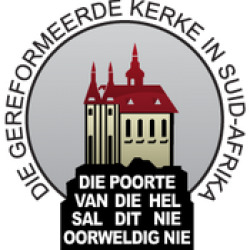 DIE GEREFORMEERDE KERKE IN SUID-AFRIKA
DIE POORTE
VAN DIE HEL
SAL DIT NIE
OORWELDIG NIE